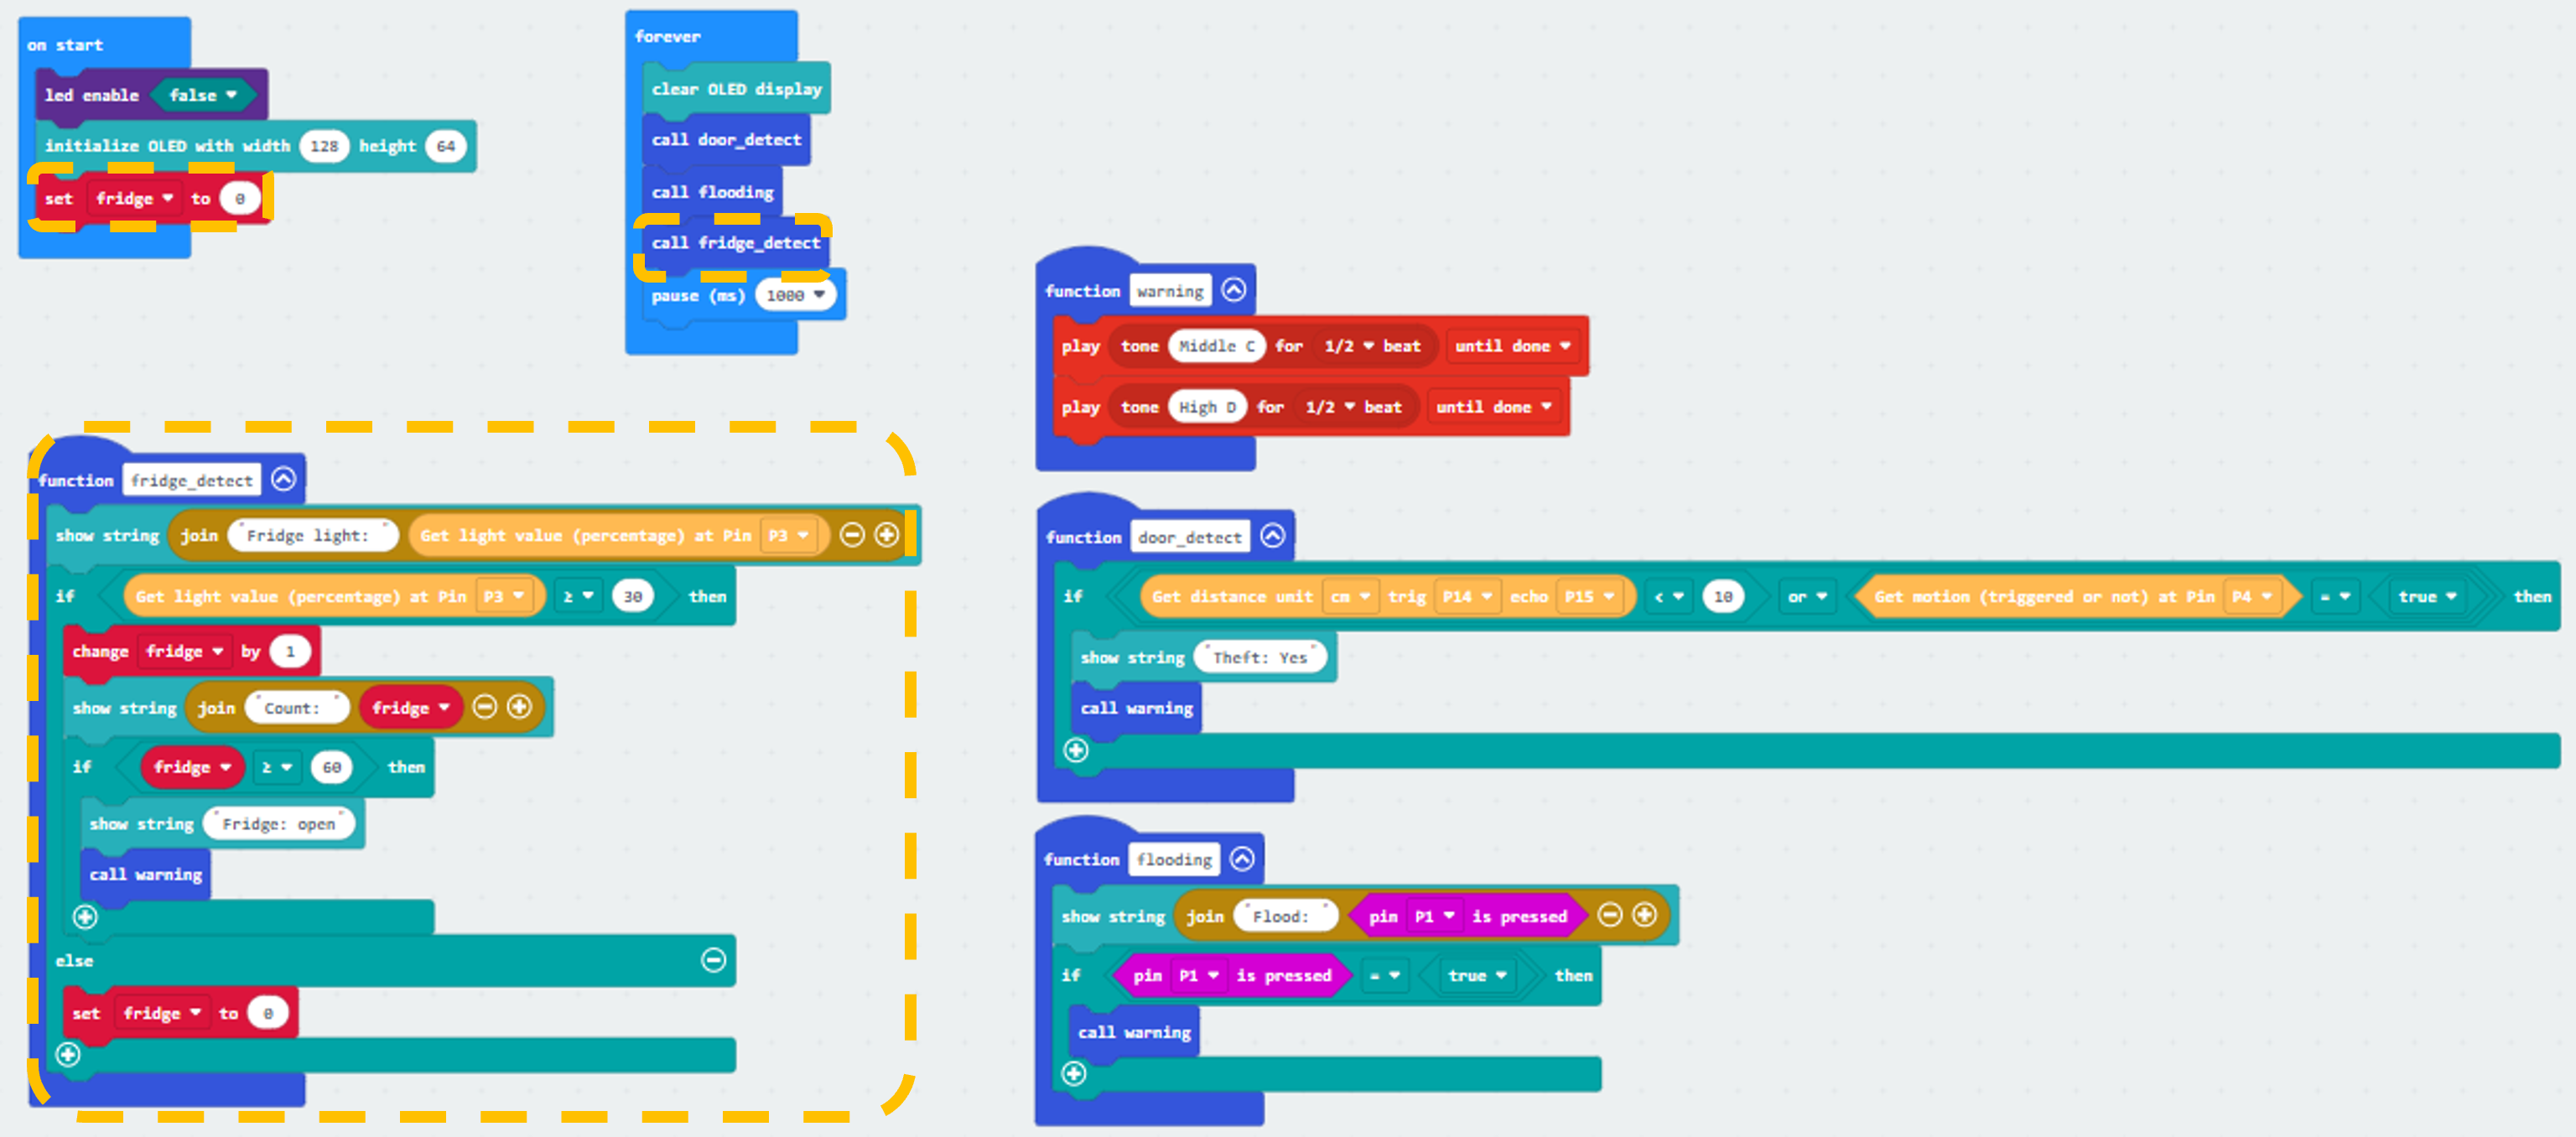 on start
led enable false
initialize OLED with width 128 height 64
set fridge to 0
forever
clear OLED display
call door_detect
call flooding
call fridge_detect
pause (ms) 1000
function fridge_detect
show string join "Fridge light: " Get light value (percentage) at Pin P3
if Get light value (percentage) at Pin P3 ≥ 30 then
change fridge by 1
show string join "Count: " fridge
if fridge ≥ 60 then
show string "Fridge: open"
call warning
else
set fridge to 0
function warning
play tone Middle C for 1/2 beat until done
play tone High D for 1/2 beat until done
function door_detect
if Get distance unit cm trig P14 echo P15 < 10 or Get motion (triggered or not) at Pin P4 = true then
show string "Theft: Yes"
call warning
function flooding
show string join "Flood: " pin P1 is pressed
if pin P1 is pressed = true then
call warning